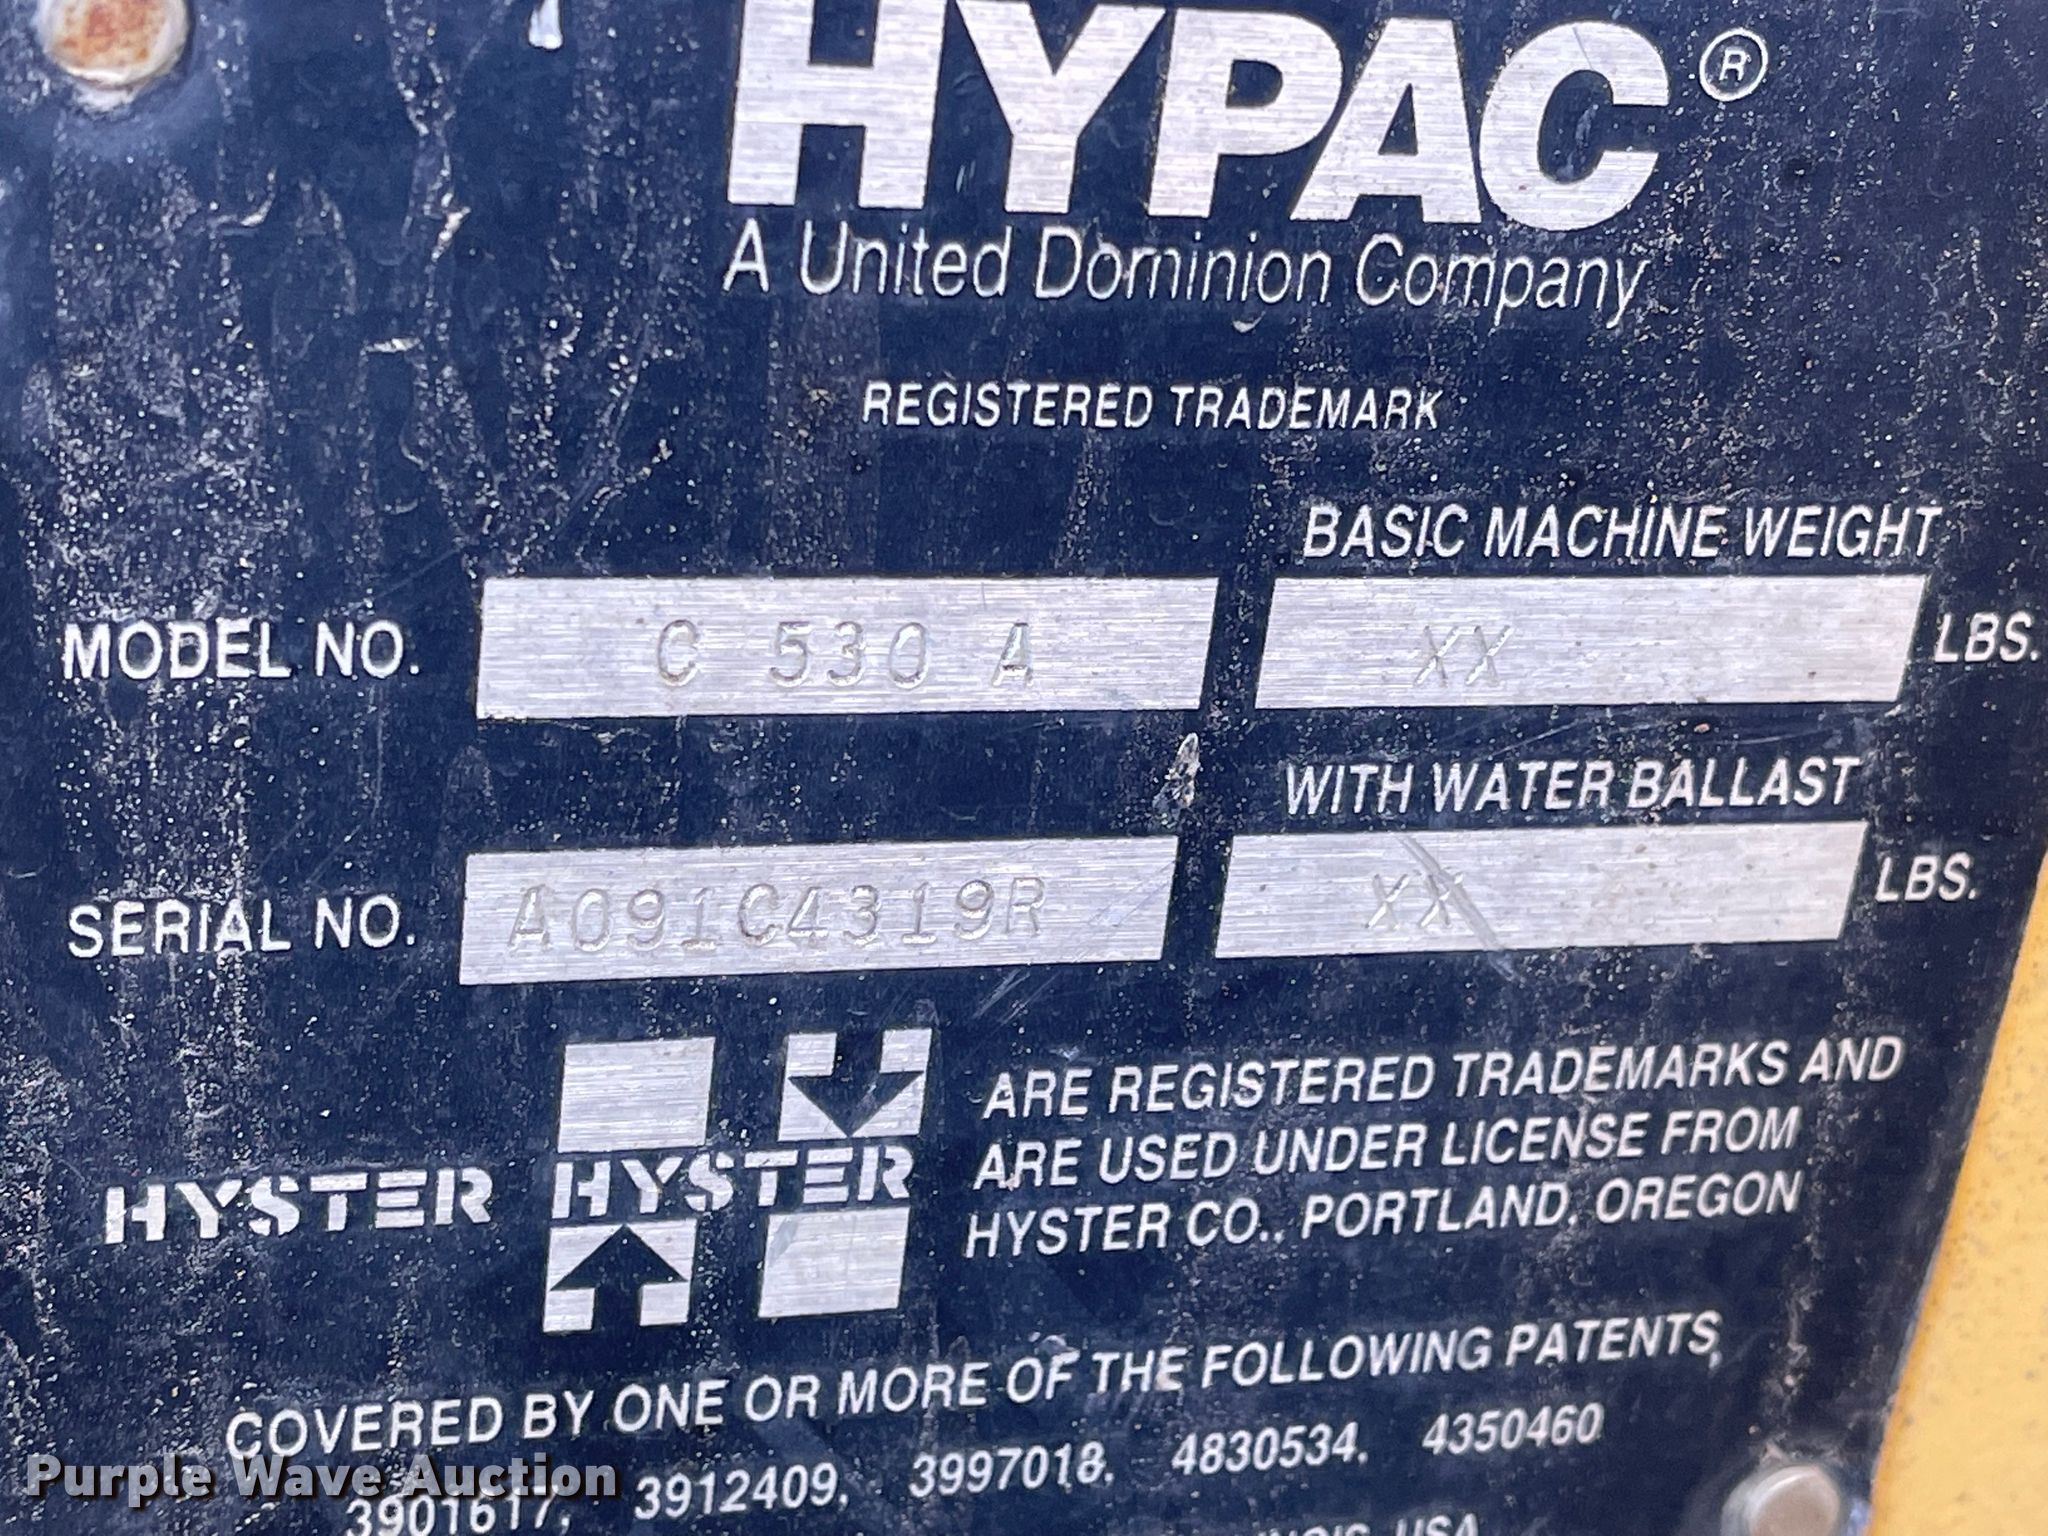 HYPAC ®
A United Dominion Company
REGISTERED TRADEMARK
BASIC MACHINE WEIGHT
MODEL NO. C 530 A XX LBS.
WITH WATER BALLAST
SERIAL NO. A091C4319R XX LBS.
HYSTER HYSTER
ARE REGISTERED TRADEMARKS AND
ARE USED UNDER LICENSE FROM
HYSTER CO., PORTLAND, OREGON
COVERED BY ONE OR MORE OF THE FOLLOWING PATENTS,
3901617, 3912409, 3997018, 4830534, 4350460
USA
Purple Wave Auction